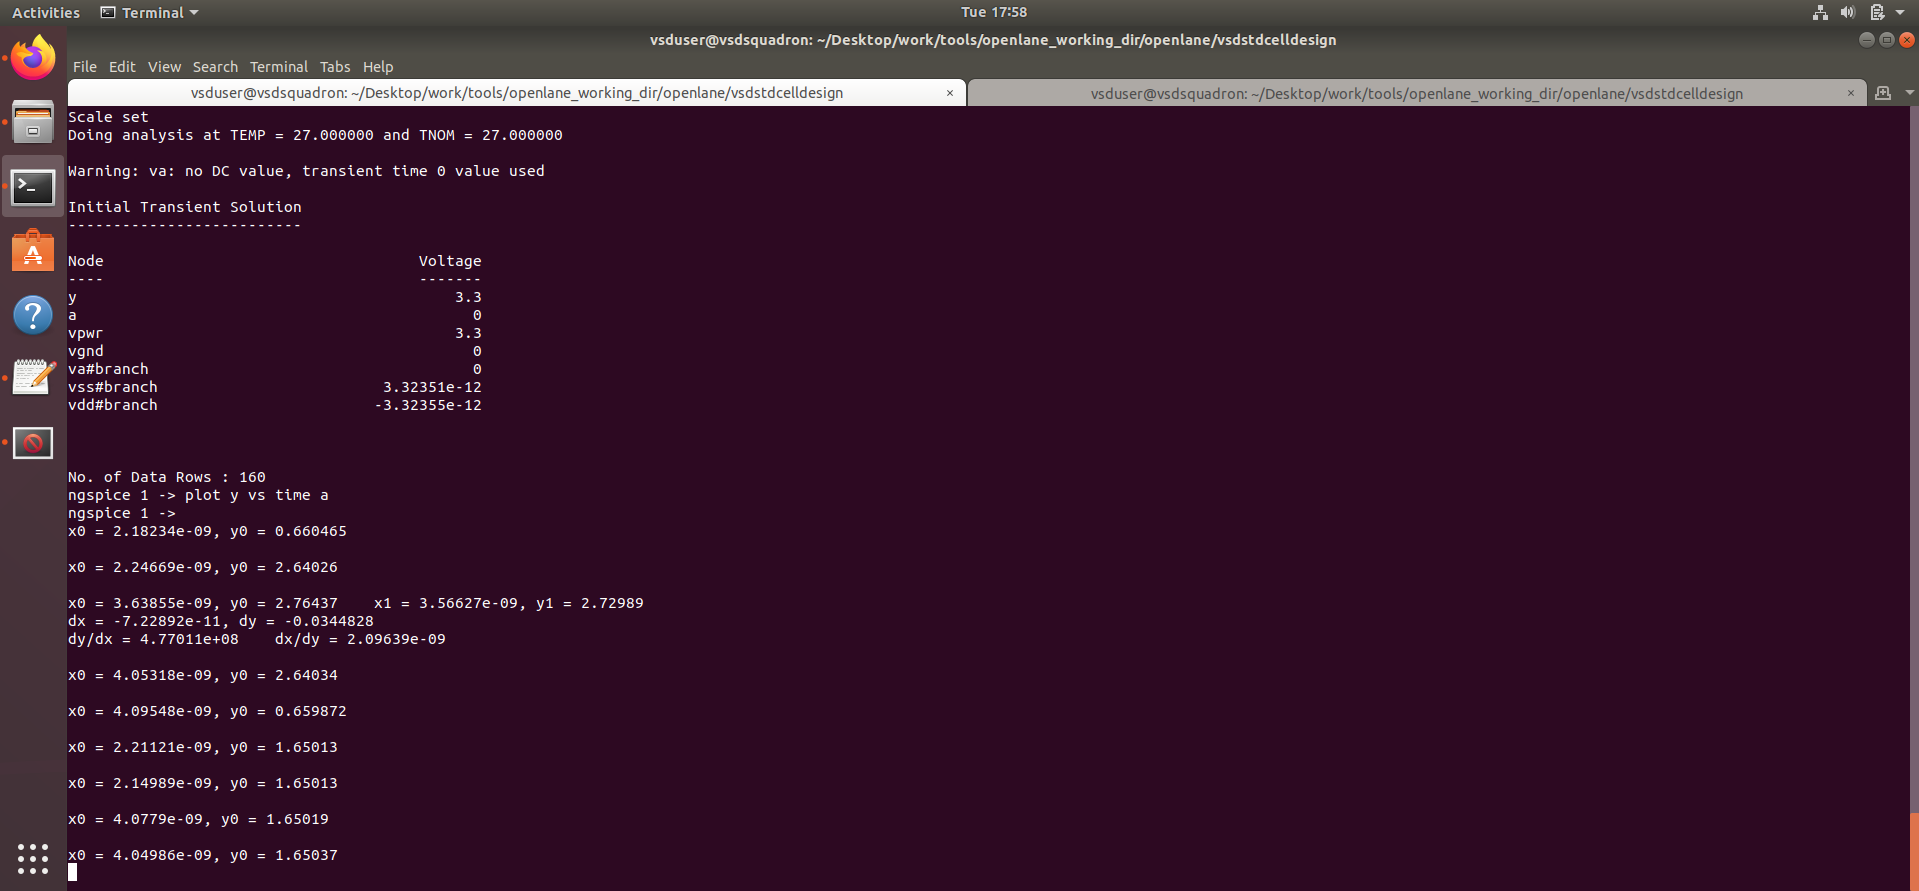 Activities Terminal Tue 17:58
vsduser@vsdsquadron: ~/Desktop/work/tools/openlane_working_dir/openlane/vsdstdcelldesign
File Edit View Search Terminal Tabs Help
vsduser@vsdsquadron: ~/Desktop/work/tools/openlane_working_dir/openlane/vsdstdcelldesign × vsduser@vsdsquadron: ~/Desktop/work/tools/openlane_working_dir/openlane/vsdstdcelldesign ×
Scale set
Doing analysis at TEMP = 27.000000 and TNOM = 27.000000
Warning: va: no DC value, transient time 0 value used
Initial Transient Solution
--------------------------
Node Voltage
---- -------
y 3.3
a 0
vpwr 3.3
vgnd 0
va#branch 0
vss#branch 3.32351e-12
vdd#branch -3.32355e-12
No. of Data Rows : 160
ngspice 1 -> plot y vs time a
ngspice 1 ->
x0 = 2.18234e-09, y0 = 0.660465
x0 = 2.24669e-09, y0 = 2.64026
x0 = 3.63855e-09, y0 = 2.76437 x1 = 3.56627e-09, y1 = 2.72989
dx = -7.22892e-11, dy = -0.0344828
dy/dx = 4.77011e+08 dx/dy = 2.09639e-09
x0 = 4.05318e-09, y0 = 2.64034
x0 = 4.09548e-09, y0 = 0.659872
x0 = 2.21121e-09, y0 = 1.65013
x0 = 2.14989e-09, y0 = 1.65013
x0 = 4.0779e-09, y0 = 1.65019
x0 = 4.04986e-09, y0 = 1.65037